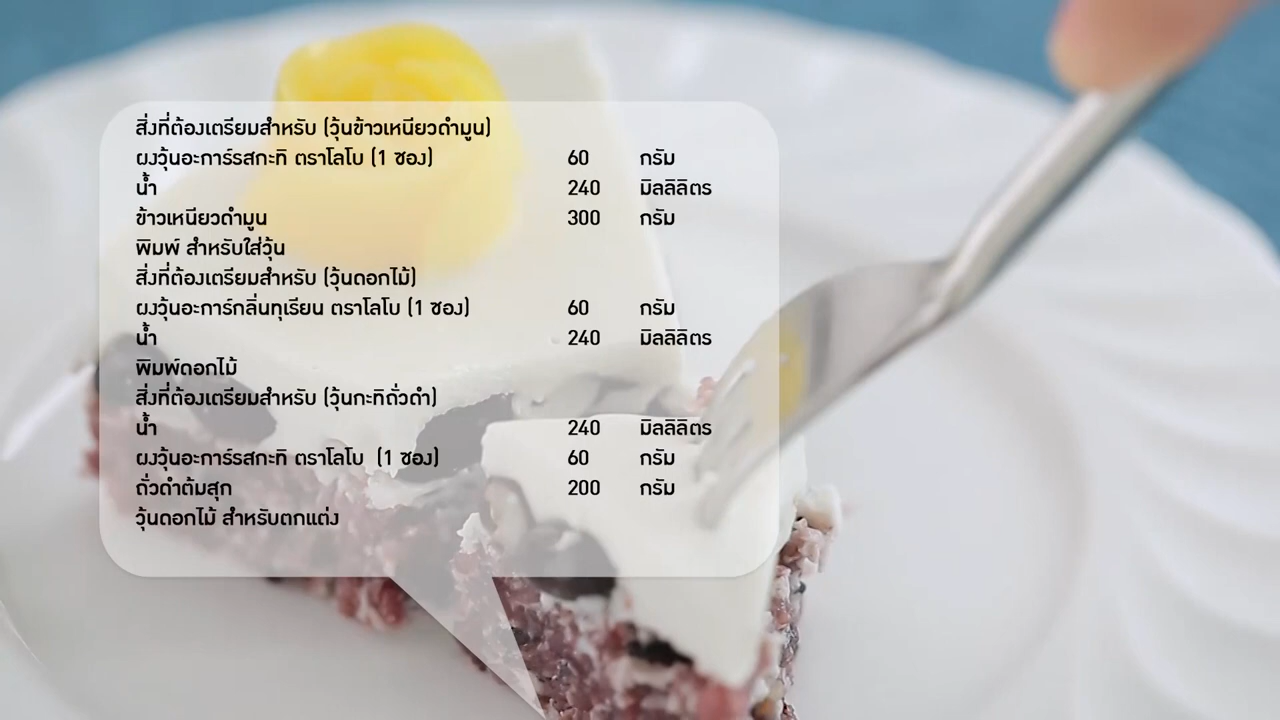 สิ่งที่ต้องเตรียมสำหรับ (วุ้นข้าวเหนียวดำมูน)
ผงวุ้นอะการ์รสกะทิ ตราโลโบ (1 ซอง) 60 กรัม
น้ำ 240 มิลลิลิตร
ข้าวเหนียวดำมูน 300 กรัม
พิมพ์ สำหรับใส่วุ้น
สิ่งที่ต้องเตรียมสำหรับ (วุ้นดอกไม้)
ผงวุ้นอะการ์กลิ่นทุเรียน ตราโลโบ (1 ซอง) 60 กรัม
น้ำ 240 มิลลิลิตร
พิมพ์ดอกไม้
สิ่งที่ต้องเตรียมสำหรับ (วุ้นกะทิถั่วดำ)
น้ำ 240 มิลลิลิตร
ผงวุ้นอะการ์รสกะทิ ตราโลโบ (1 ซอง) 60 กรัม
ถั่วดำต้มสุก 200 กรัม
วุ้นดอกไม้ สำหรับตกแต่ง